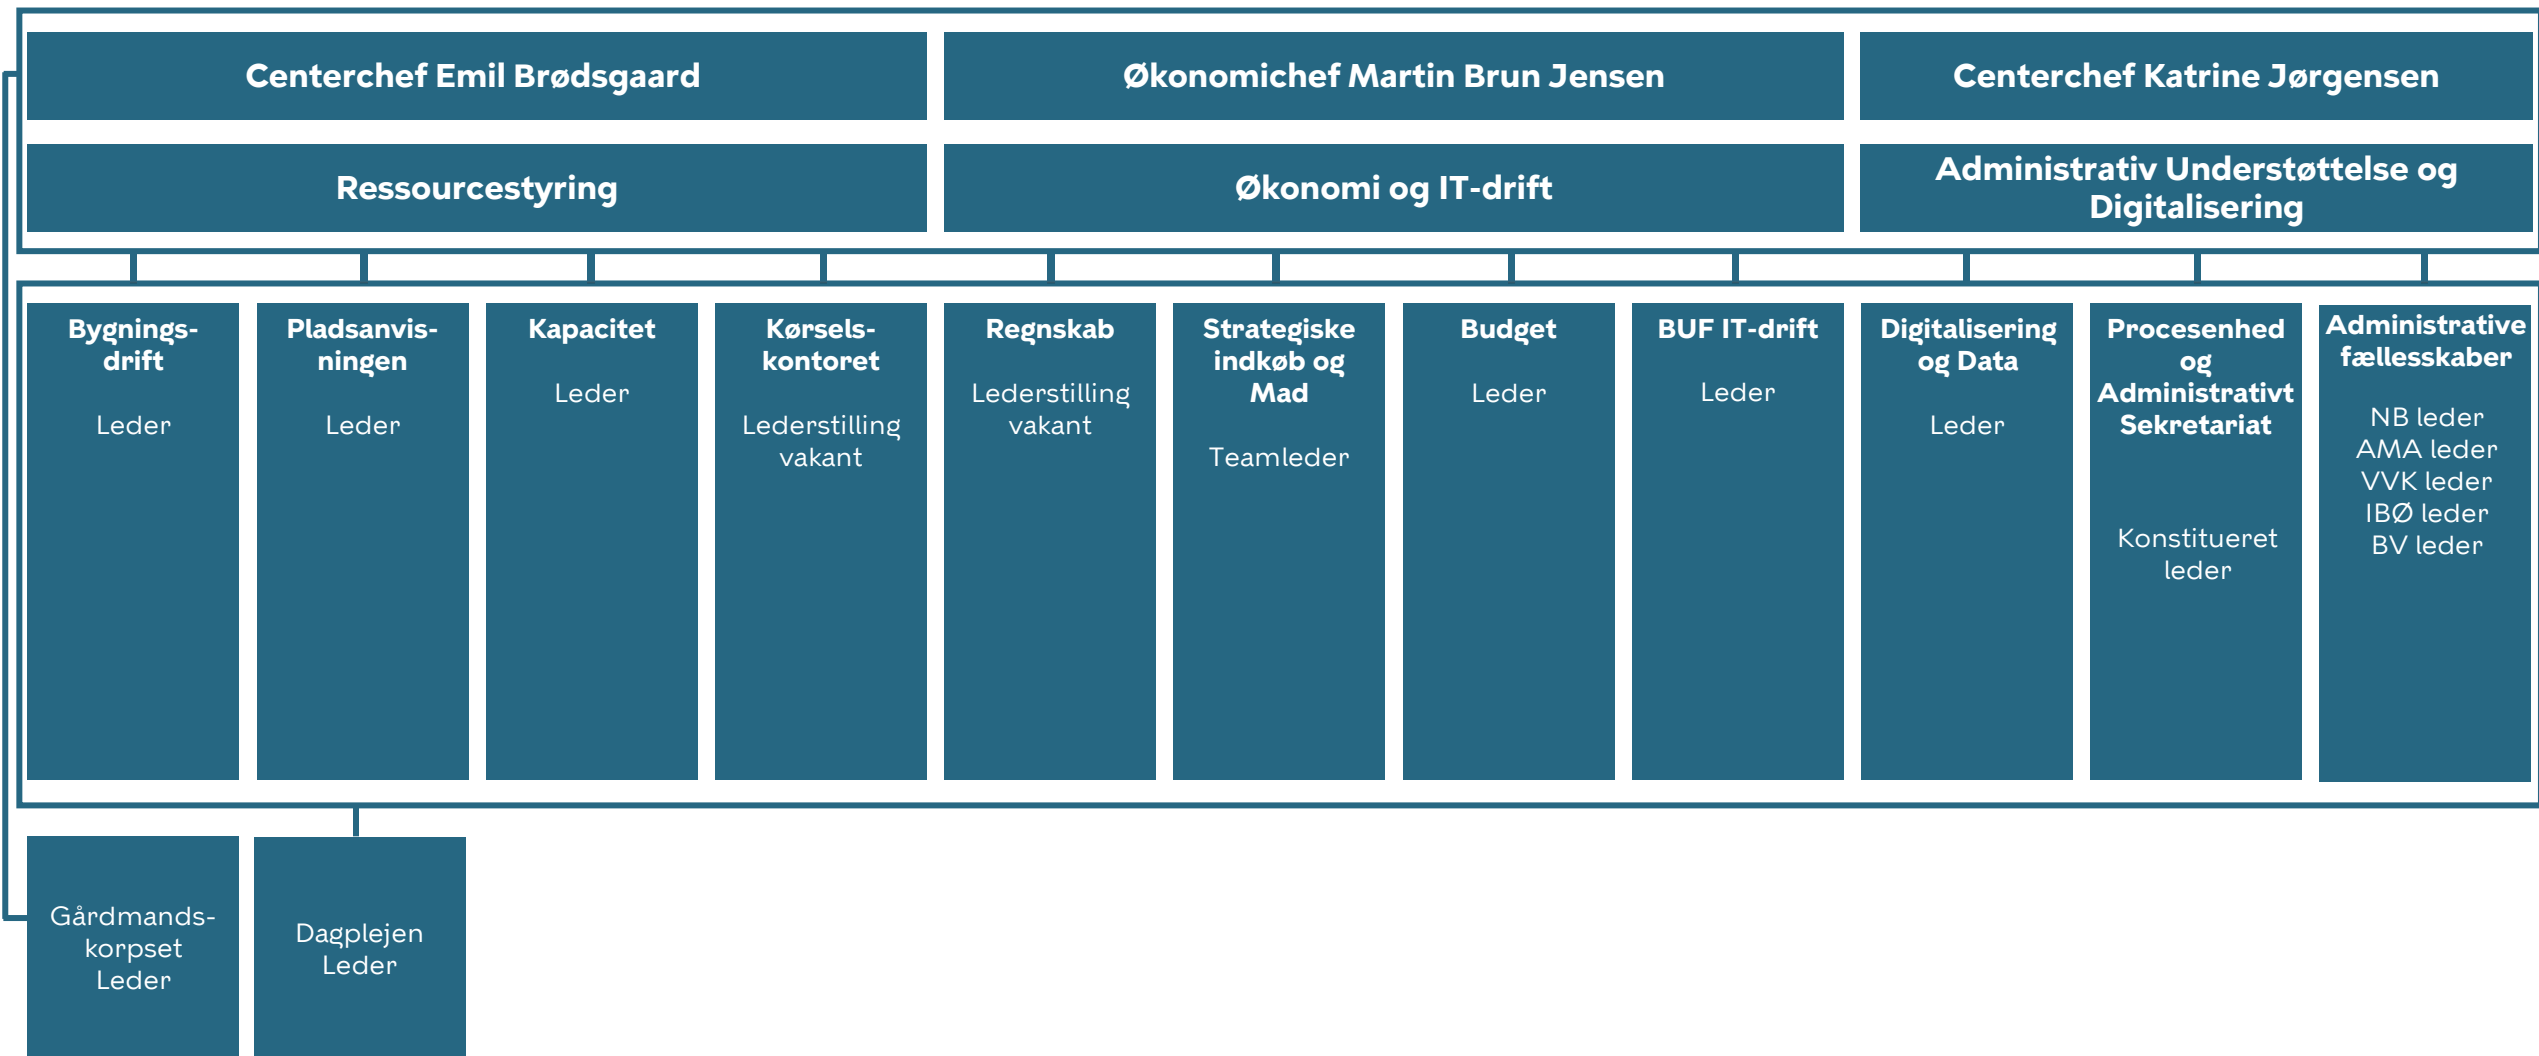 Centerchef Emil Brødsgaard
Økonomichef Martin Brun Jensen
Centerchef Katrine Jørgensen
Ressourcestyring
Økonomi og IT-drift
Administrativ Understøttelse og
Digitalisering
Bygnings-
drift
Leder
Pladsanvis-
ningen
Leder
Kapacitet
Leder
Kørsels-
kontoret
Lederstilling
vakant
Regnskab
Lederstilling
vakant
Strategiske
indkøb og
Mad
Teamleder
Budget
Leder
BUF IT-drift
Leder
Digitalisering
og Data
Leder
Procesenhed
og
Administrativt
Sekretariat
Konstitueret
leder
Administrative
fællesskaber
NB leder
AMA leder
VVK leder
IBØ leder
BV leder
Gårdmands-
korpset
Leder
Dagplejen
Leder